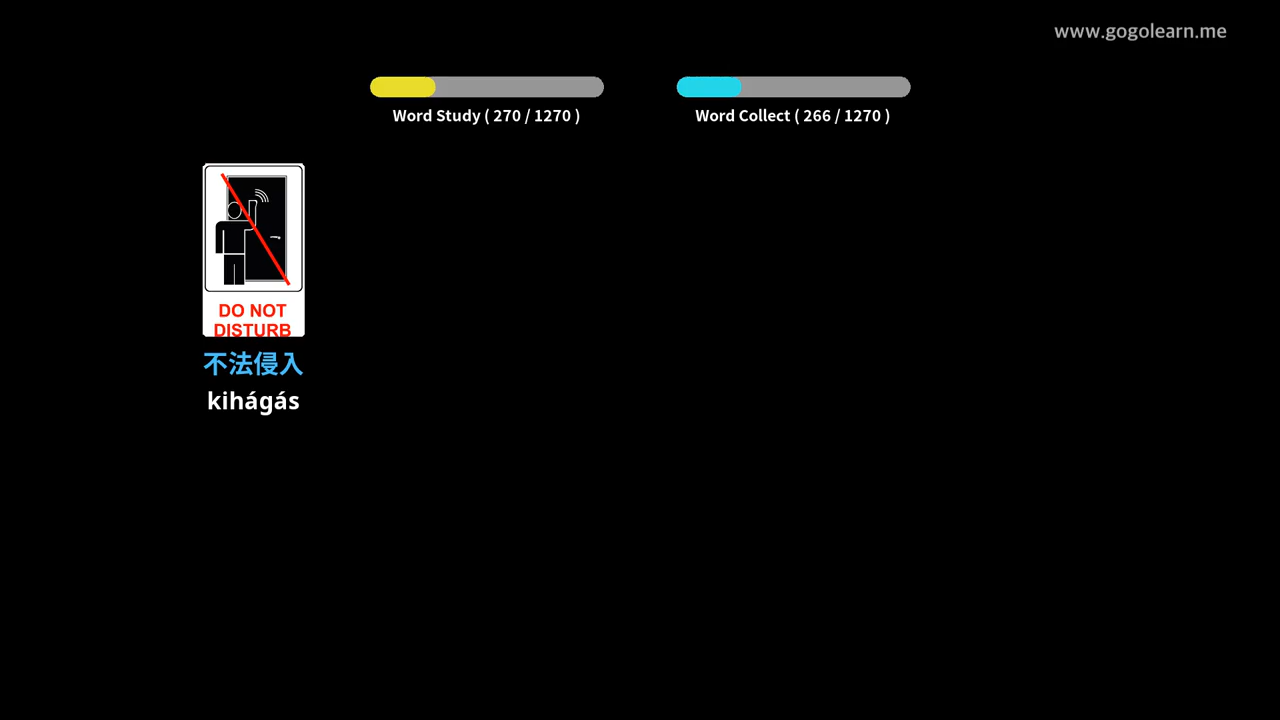 www.gogolearn.me
Word Study ( 270 / 1270 )
Word Collect ( 266 / 1270 )
DO NOT
DISTURB
不法侵入
kihágás